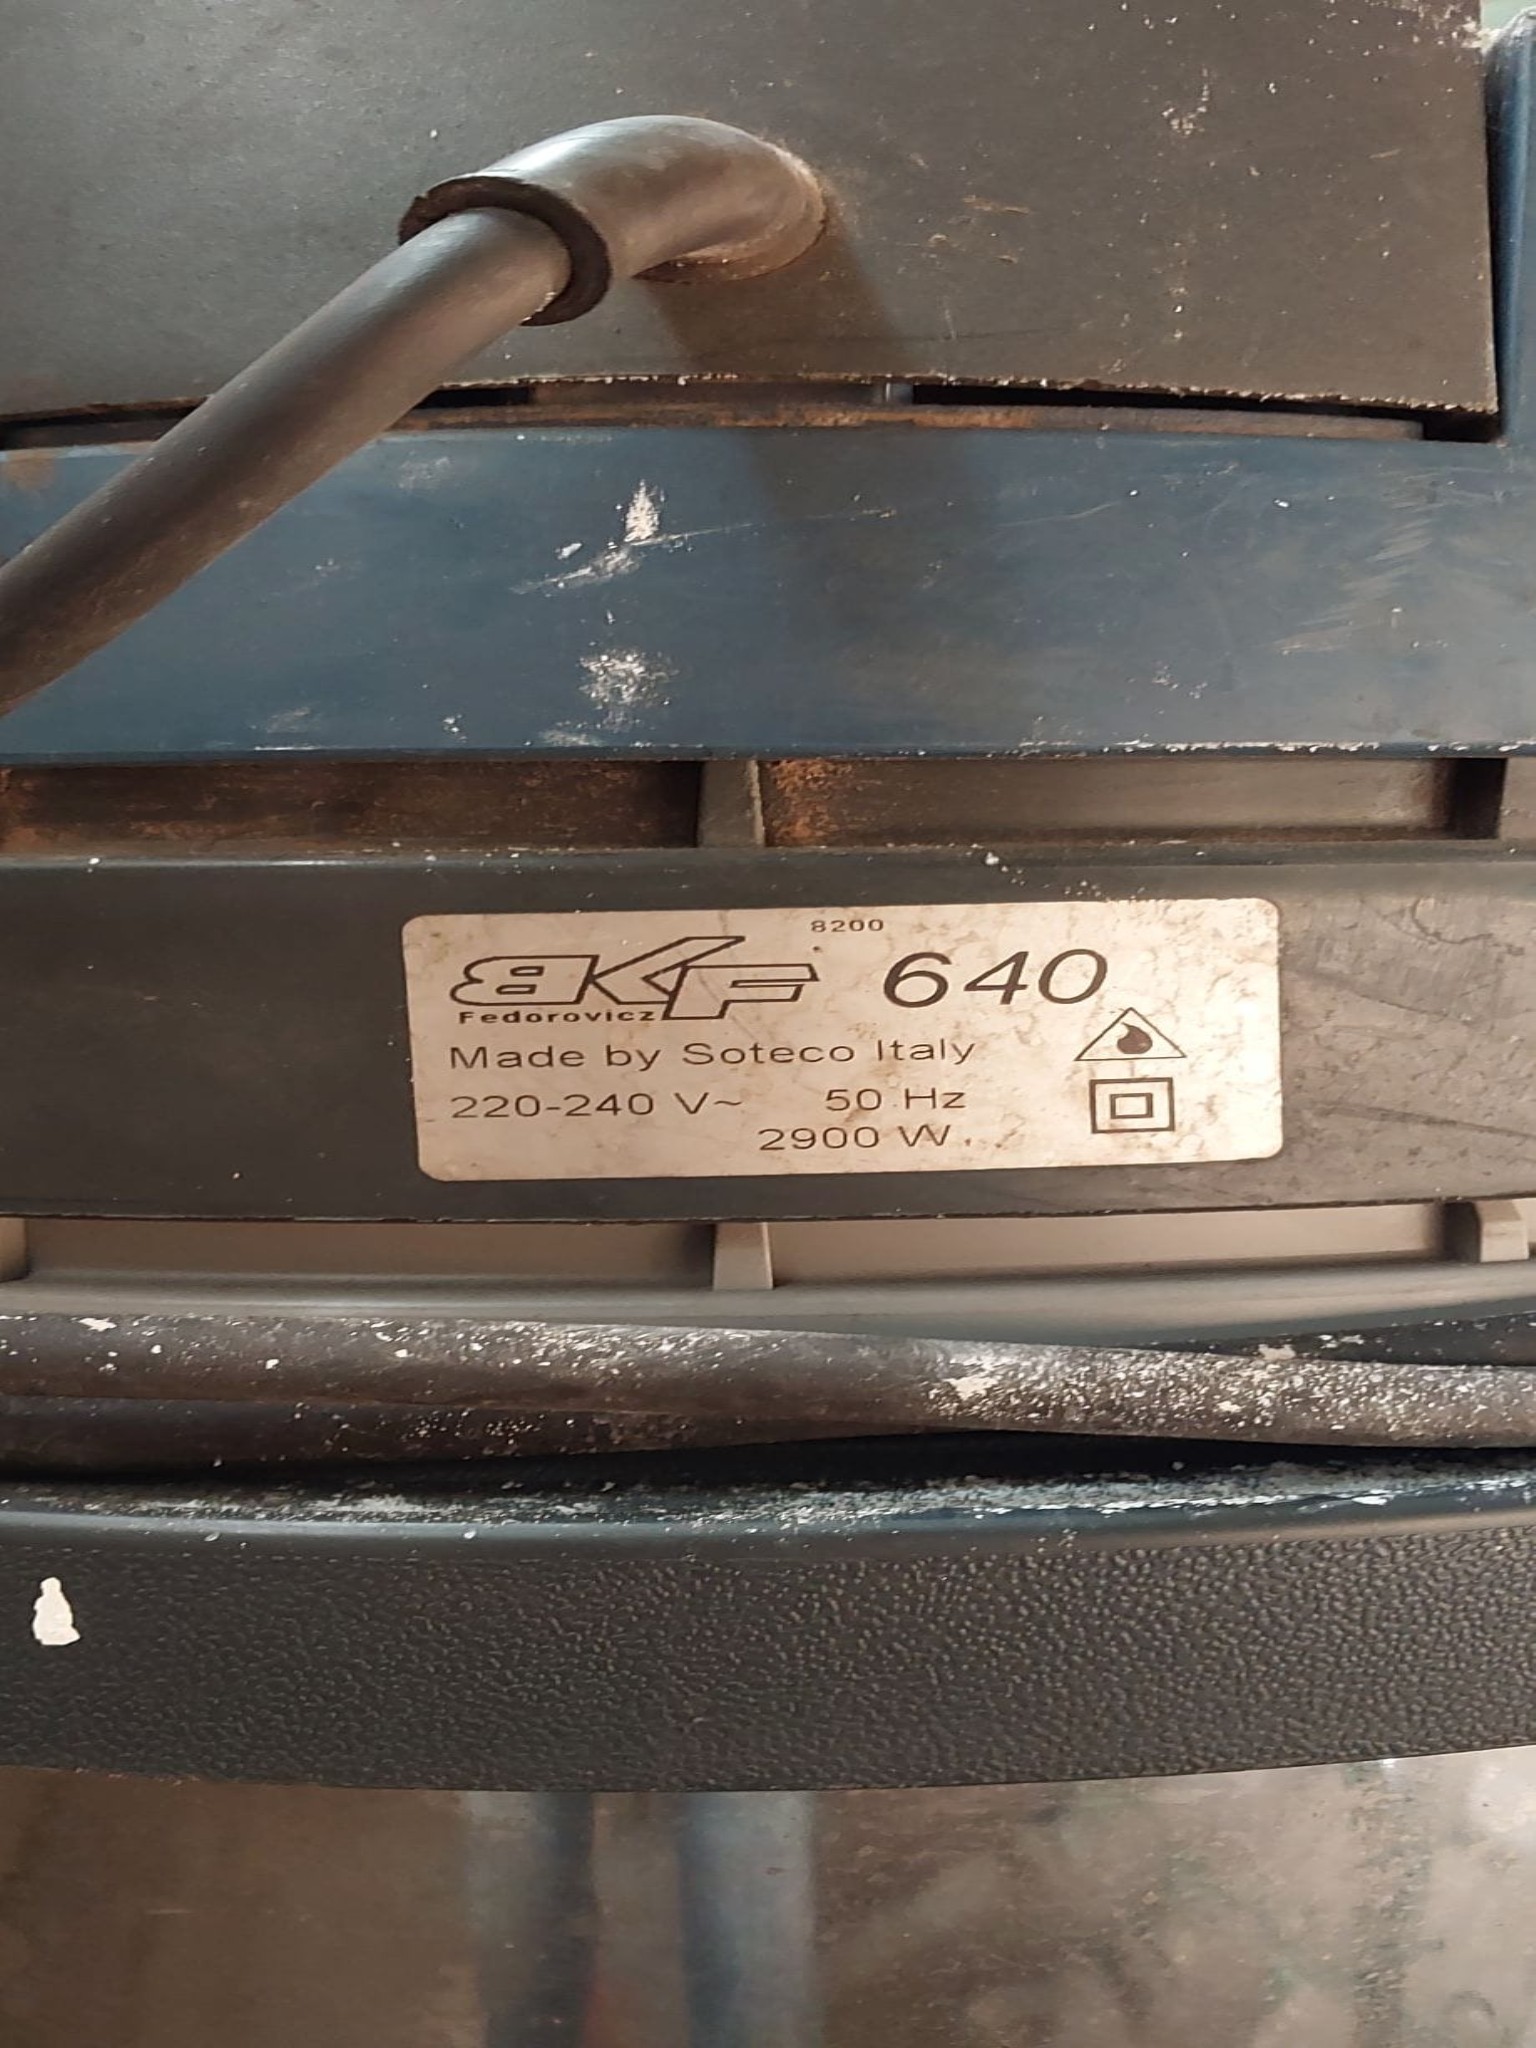 8200
BKF 640
Fedorovicz
Made by Soteco Italy
220-240 V~ 50 Hz
2900 W